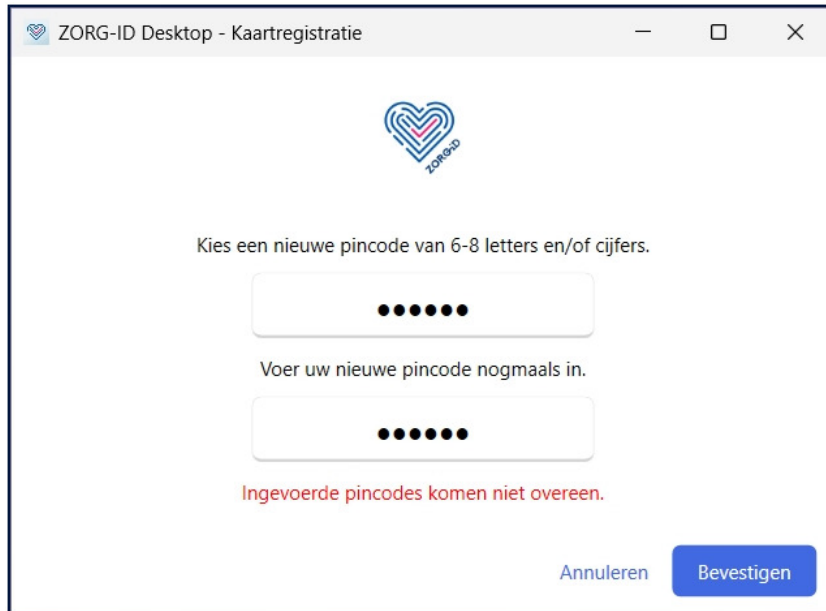 ZORG-ID Desktop - Kaartregistratie
ZORG-ID
Kies een nieuwe pincode van 6-8 letters en/of cijfers.
●●●●●●
Voer uw nieuwe pincode nogmaals in.
●●●●●●
Ingevoerde pincodes komen niet overeen.
Annuleren Bevestigen